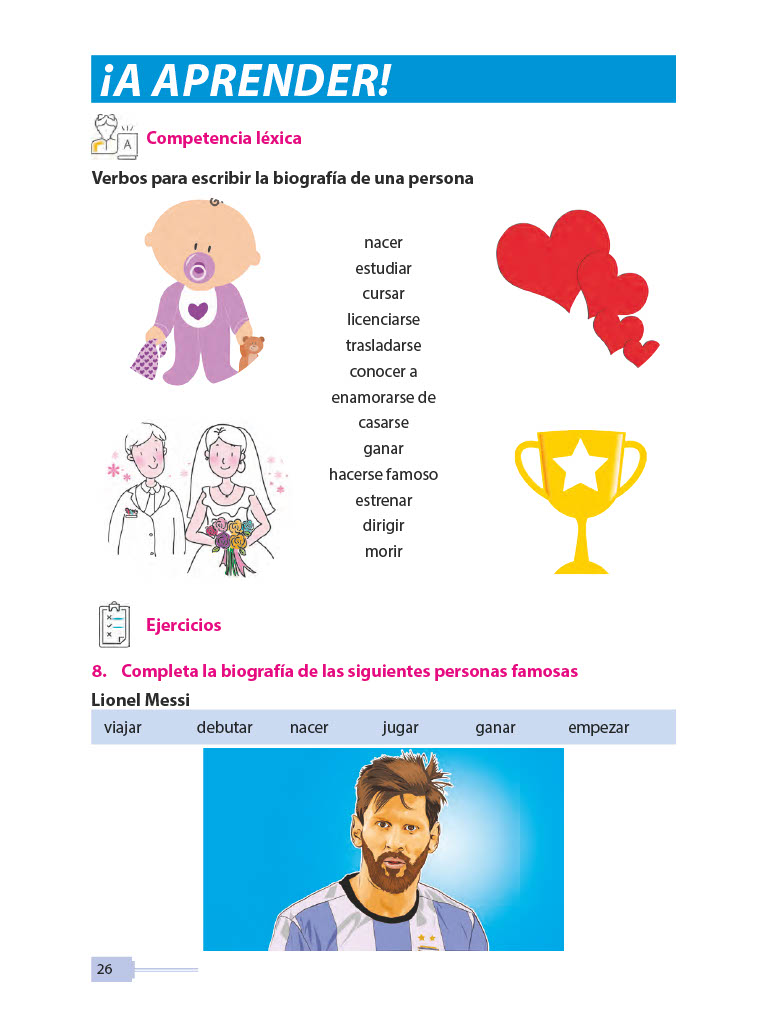 ¡A APRENDER!
A
Competencia léxica
Verbos para escribir la biografía de una persona
nacer
estudiar
cursar
licenciarse
trasladarse
conocer a
enamorarse de
casarse
ganar
hacerse famoso
estrenar
dirigir
morir
Ejercicios
8. Completa la biografía de las siguientes personas famosas
Lionel Messi
viajar debutar nacer jugar ganar empezar
26